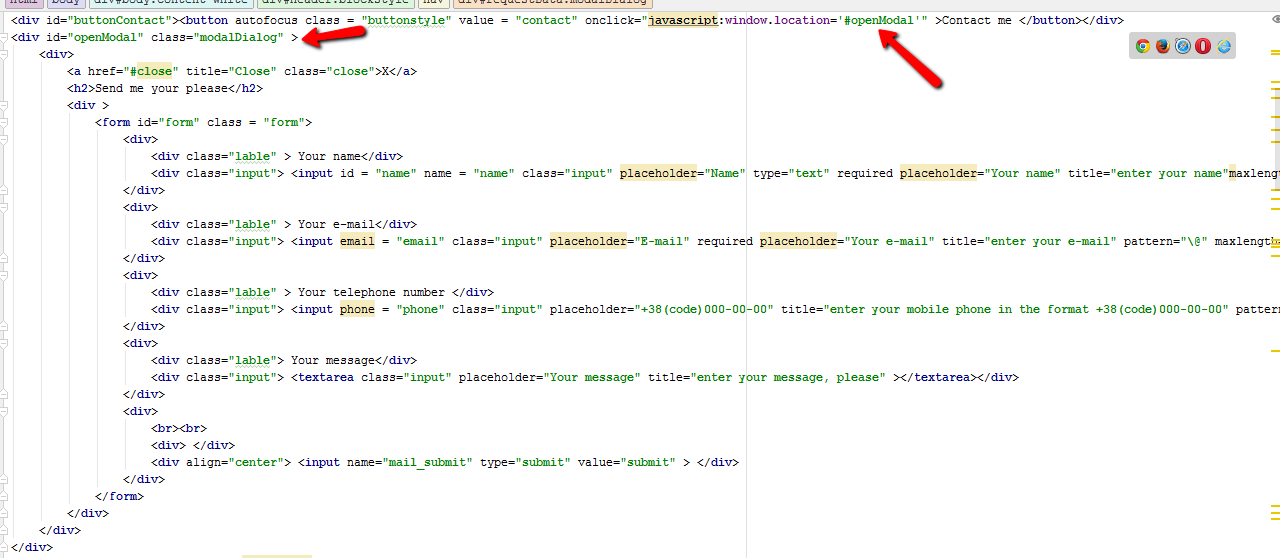 html body div#body.content-white div#header.blockstyle nav div#requestData.modalDialog
<div id="buttonContact"><button autofocus class = "buttonstyle" value = "contact" onclick="javascript:window.location='#openModal'" >Contact me </button></div>
<div id="openModal" class="modalDialog" >
<div>
<a href="#close" title="Close" class="close">X</a>
<h2>Send me your please</h2>
<div >
<form id="form" class = "form">
<div>
<div class="lable" > Your name</div>
<div class="input"> <input id = "name" name = "name" class="input" placeholder="Name" type="text" required placeholder="Your name" title="enter your name"maxlengt
</div>
<div>
<div class="lable" > Your e-mail</div>
<div class="input"> <input email = "email" class="input" placeholder="E-mail" required placeholder="Your e-mail" title="enter your e-mail" pattern="\@" maxlength
</div>
<div>
<div class="lable" > Your telephone number </div>
<div class="input"> <input phone = "phone" class="input" placeholder="+38(code)000-00-00" title="enter your mobile phone in the format +38(code)000-00-00" pattern
</div>
<div>
<div class="lable"> Your message</div>
<div class="input"> <textarea class="input" placeholder="Your message" title="enter your message, please" ></textarea></div>
</div>
<div>
<br><br>
<div> </div>
<div align="center"> <input name="mail_submit" type="submit" value="submit" > </div>
</div>
</form>
</div>
</div>
</div>